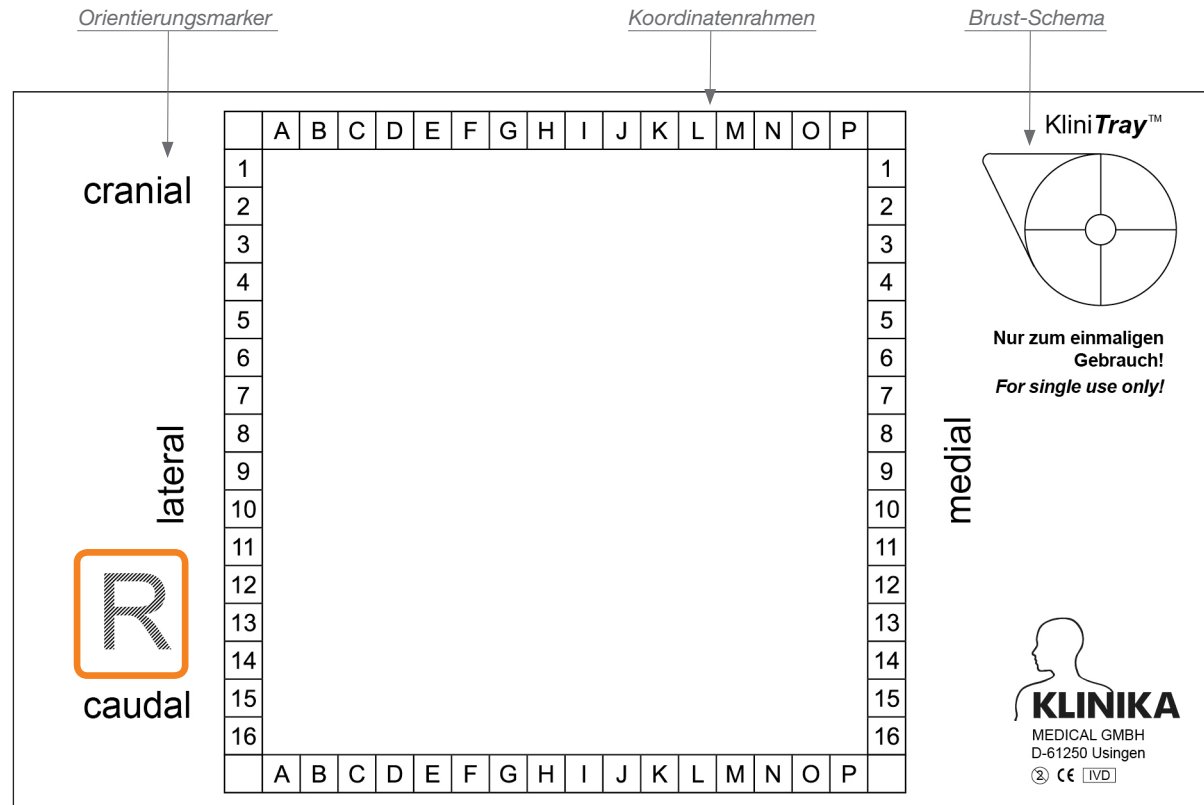 Orientierungsmarker
Koordinatenrahmen
Brust-Schema
A B C D E F G H I J K L M N O P
KliniTray™
cranial
1 1
2 2
3 3
4 4
5 5
6 6
7 7
8 8
9 9
10 10
11 11
12 12
13 13
14 14
15 15
16 16
Nur zum einmaligen
Gebrauch!
For single use only!
lateral
medial
R
caudal
KLINIKA
MEDICAL GMBH
D-61250 Usingen
2 CE IVD
A B C D E F G H I J K L M N O P